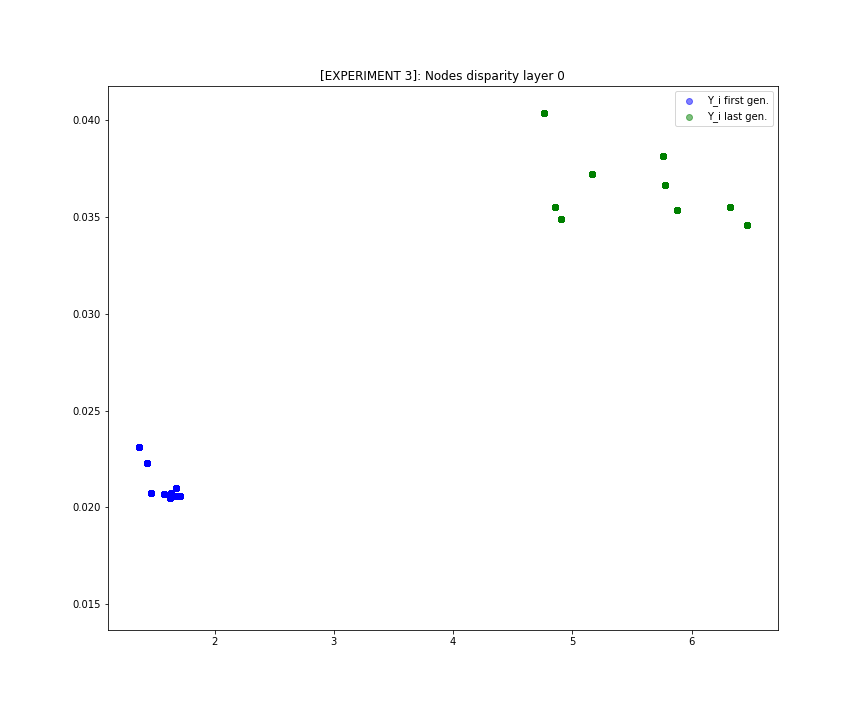 [EXPERIMENT 3]: Nodes disparity layer 0
Y_i first gen.
Y_i last gen.
0.040
0.035
0.030
0.025
0.020
0.015
2 3 4 5 6